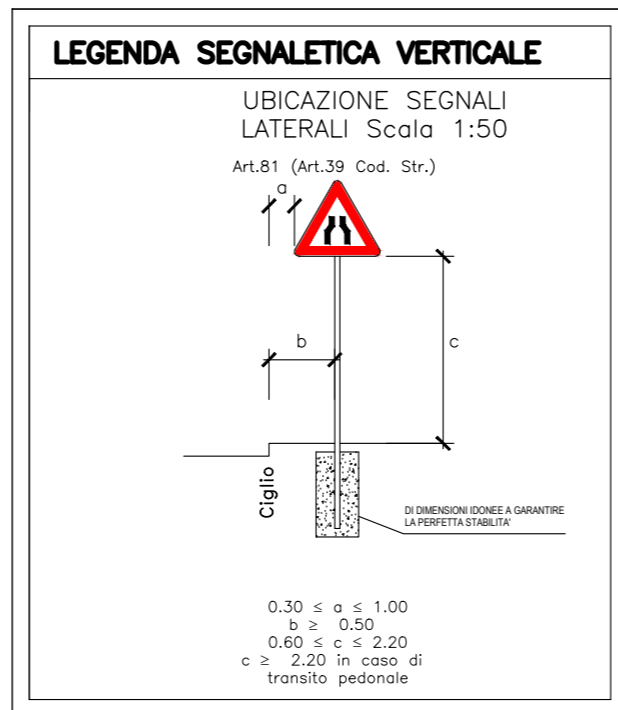 LEGENDA SEGNALETICA VERTICALE
UBICAZIONE SEGNALI
LATERALI Scala 1:50
Art.81 (Art.39 Cod. Str.)
a
b
c
Ciglio
DI DIMENSIONI IDONEE A GARANTIRE
LA PERFETTA STABILITA'
0.30 ≤ a ≤ 1.00
b ≥ 0.50
0.60 ≤ c ≤ 2.20
c ≥ 2.20 in caso di
transito pedonale